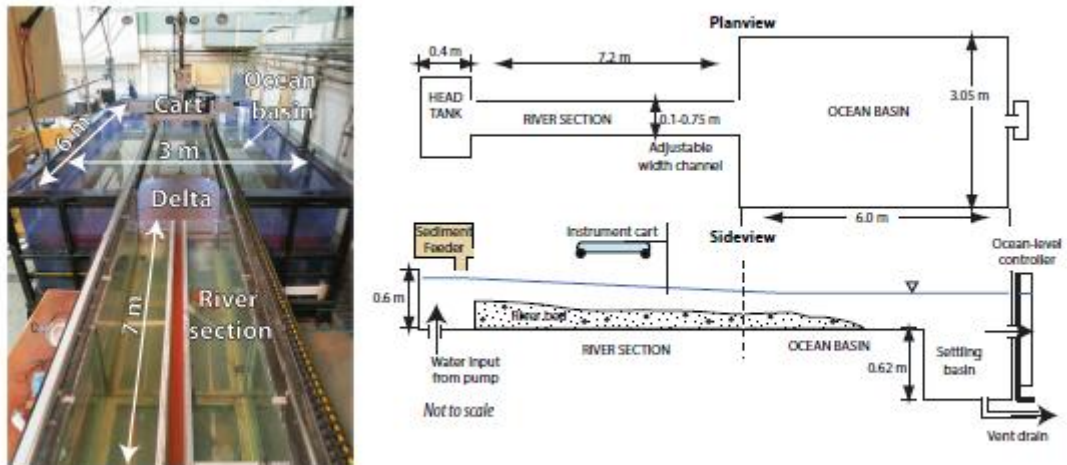 Ocean
basin
Cart
6 m
3 m
Delta
River
section
7 m
Planview
0.4 m
7.2 m
HEAD
TANK
RIVER SECTION
0.1-0.75 m
Adjustable
width channel
OCEAN BASIN
3.05 m
6.0 m
Sideview
Sediment
Feeder
Instrument cart
Ocean-level
controller
0.6 m
River bed
RIVER SECTION
OCEAN BASIN
Water input
from pump
0.62 m
Settling
basin
Not to scale
Vent drain